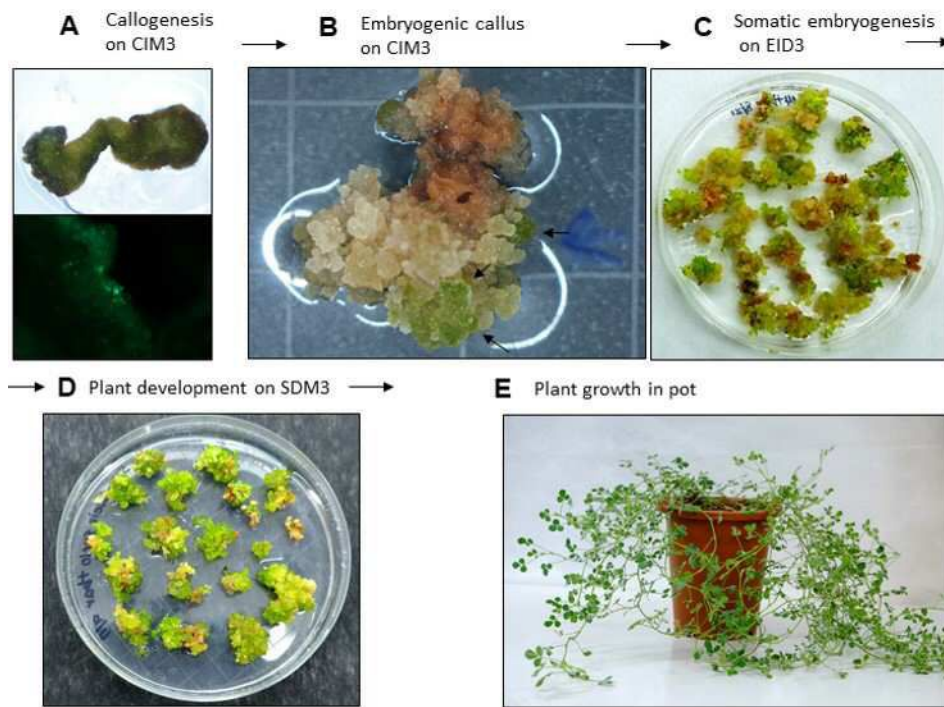 A Callogenesis
on CIM3
B Embryogenic callus
on CIM3
C Somatic embryogenesis
on EID3
D Plant development on SDM3
E Plant growth in pot